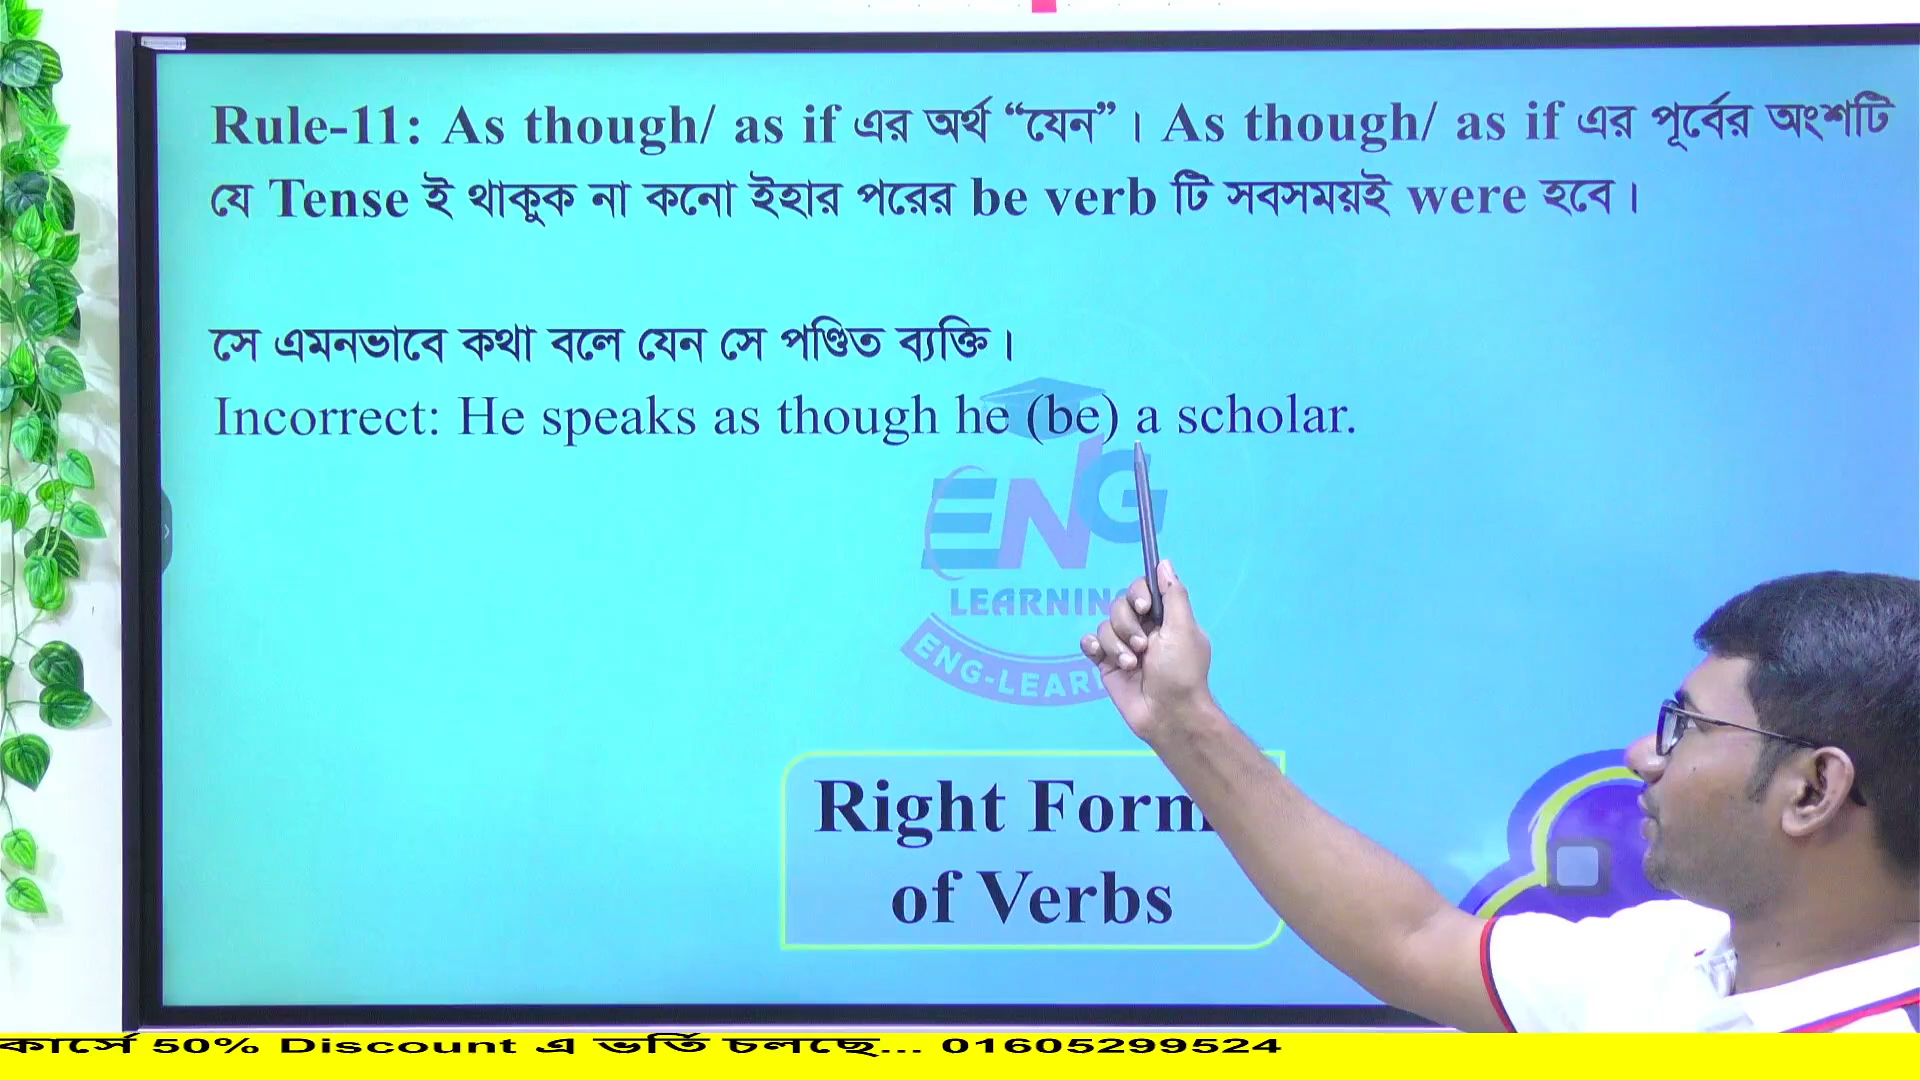 Rule-11: As though/ as if এর অর্থ “যেন”। As though/ as if এর পূর্বের অংশটি
যে Tense ই থাকুক না কনো ইহার পরের be verb টি সবসময়ই were হবে।
সে এমনভাবে কথা বলে যেন সে পণ্ডিত ব্যক্তি।
Incorrect: He speaks as though he (be) a scholar.
ENG
LEARNING
ENG-LEAR
Right Form
of Verbs
কোর্সে 50% Discount এ ভর্তি চলছে... 01605299524